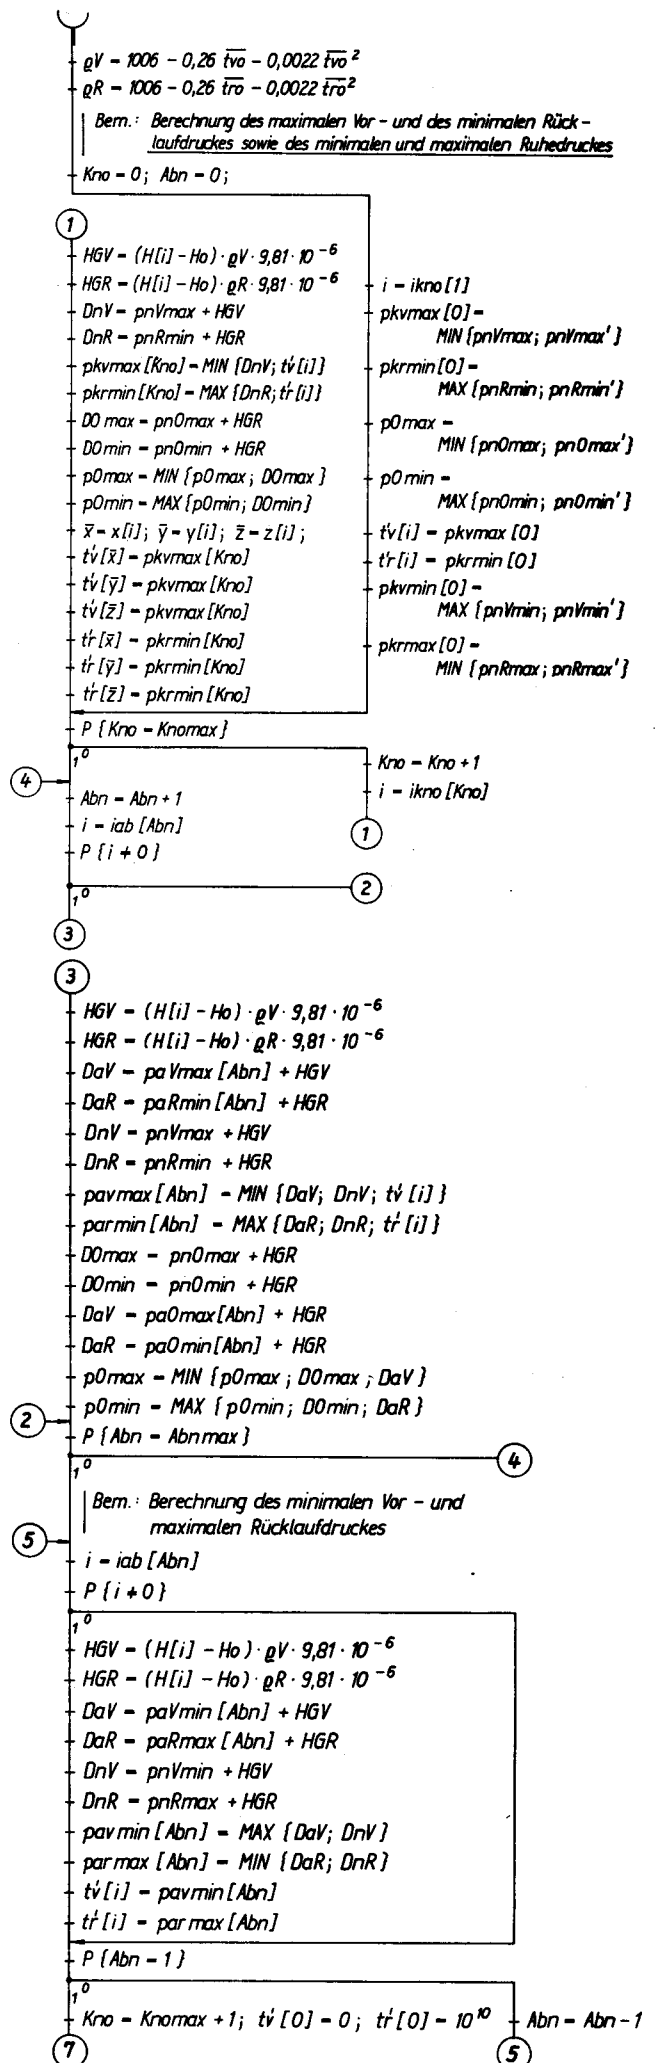 ϱV = 1006 - 0,26 t̅v̅o̅ - 0,0022 t̅v̅o̅²
ϱR = 1006 - 0,26 t̅r̅o̅ - 0,0022 t̅r̅o̅²
Bem.: Berechnung des maximalen Vor- und des minimalen Rück-
laufdruckes sowie des minimalen und maximalen Ruhedruckes
Kno = 0; Abn = 0;
1
HGV = (H[i] - Ho) · ϱV · 9,81 · 10⁻⁶
HGR = (H[i] - Ho) · ϱR · 9,81 · 10⁻⁶
DnV = pnVmax + HGV
DnR = pnRmin + HGR
pkvmax[Kno] = MIN {DnV; tv́[i]}
pkrmin[Kno] = MAX {DnR; tŕ[i]}
D0max = pn0max + HGR
D0min = pn0min + HGR
p0max = MIN {p0max; D0max}
p0min = MAX {p0min; D0min}
x̅ = x[i]; y̅ = y[i]; z̅ = z[i];
tv́[x̅] = pkvmax[Kno]
tv́[y̅] = pkvmax[Kno]
tv́[z̅] = pkvmax[Kno]
tŕ[x̅] = pkrmin[Kno]
tŕ[y̅] = pkrmin[Kno]
tŕ[z̅] = pkrmin[Kno]
i = ikno[1]
pkvmax[0] =
MIN {pnVmax; pnVmax'}
pkrmin[0] =
MAX {pnRmin; pnRmin'}
p0max =
MIN {pn0max; pn0max'}
p0min =
MAX {pn0min; pn0min'}
tv́[i] = pkvmax[0]
tŕ[i] = pkrmin[0]
pkvmin[0] =
MAX {pnVmin; pnVmin'}
pkrmax[0] =
MIN {pnRmax; pnRmax'}
P {Kno = Knomax}
1 0
Kno = Kno + 1
i = ikno[Kno]
1
4
Abn = Abn + 1
i = iab[Abn]
P {i ≠ 0}
1 0
2
3
3
HGV = (H[i] - Ho) · ϱV · 9,81 · 10⁻⁶
HGR = (H[i] - Ho) · ϱR · 9,81 · 10⁻⁶
DaV = paVmax[Abn] + HGV
DaR = paRmin[Abn] + HGR
DnV = pnVmax + HGV
DnR = pnRmin + HGR
pavmax[Abn] = MIN {DaV; DnV; tv́[i]}
parmin[Abn] = MAX {DaR; DnR; tŕ[i]}
D0max = pn0max + HGR
D0min = pn0min + HGR
DaV = pa0max[Abn] + HGR
DaR = pa0min[Abn] + HGR
p0max = MIN {p0max; D0max; DaV}
p0min = MAX {p0min; D0min; DaR}
2
P {Abn = Abnmax}
1 0
4
Bem.: Berechnung des minimalen Vor- und
maximalen Rücklaufdruckes
5
i = iab[Abn]
P {i ≠ 0}
1 0
HGV = (H[i] - Ho) · ϱV · 9,81 · 10⁻⁶
HGR = (H[i] - Ho) · ϱR · 9,81 · 10⁻⁶
DaV = paVmin[Abn] + HGV
DaR = paRmax[Abn] + HGR
DnV = pnVmin + HGV
DnR = pnRmax + HGR
pavmin[Abn] = MAX {DaV; DnV}
parmax[Abn] = MIN {DaR; DnR}
tv́[i] = pavmin[Abn]
tŕ[i] = parmax[Abn]
P {Abn = 1}
1 0
Kno = Knomax + 1; tv́[0] = 0; tŕ[0] = 10¹⁰
Abn = Abn - 1
7
5